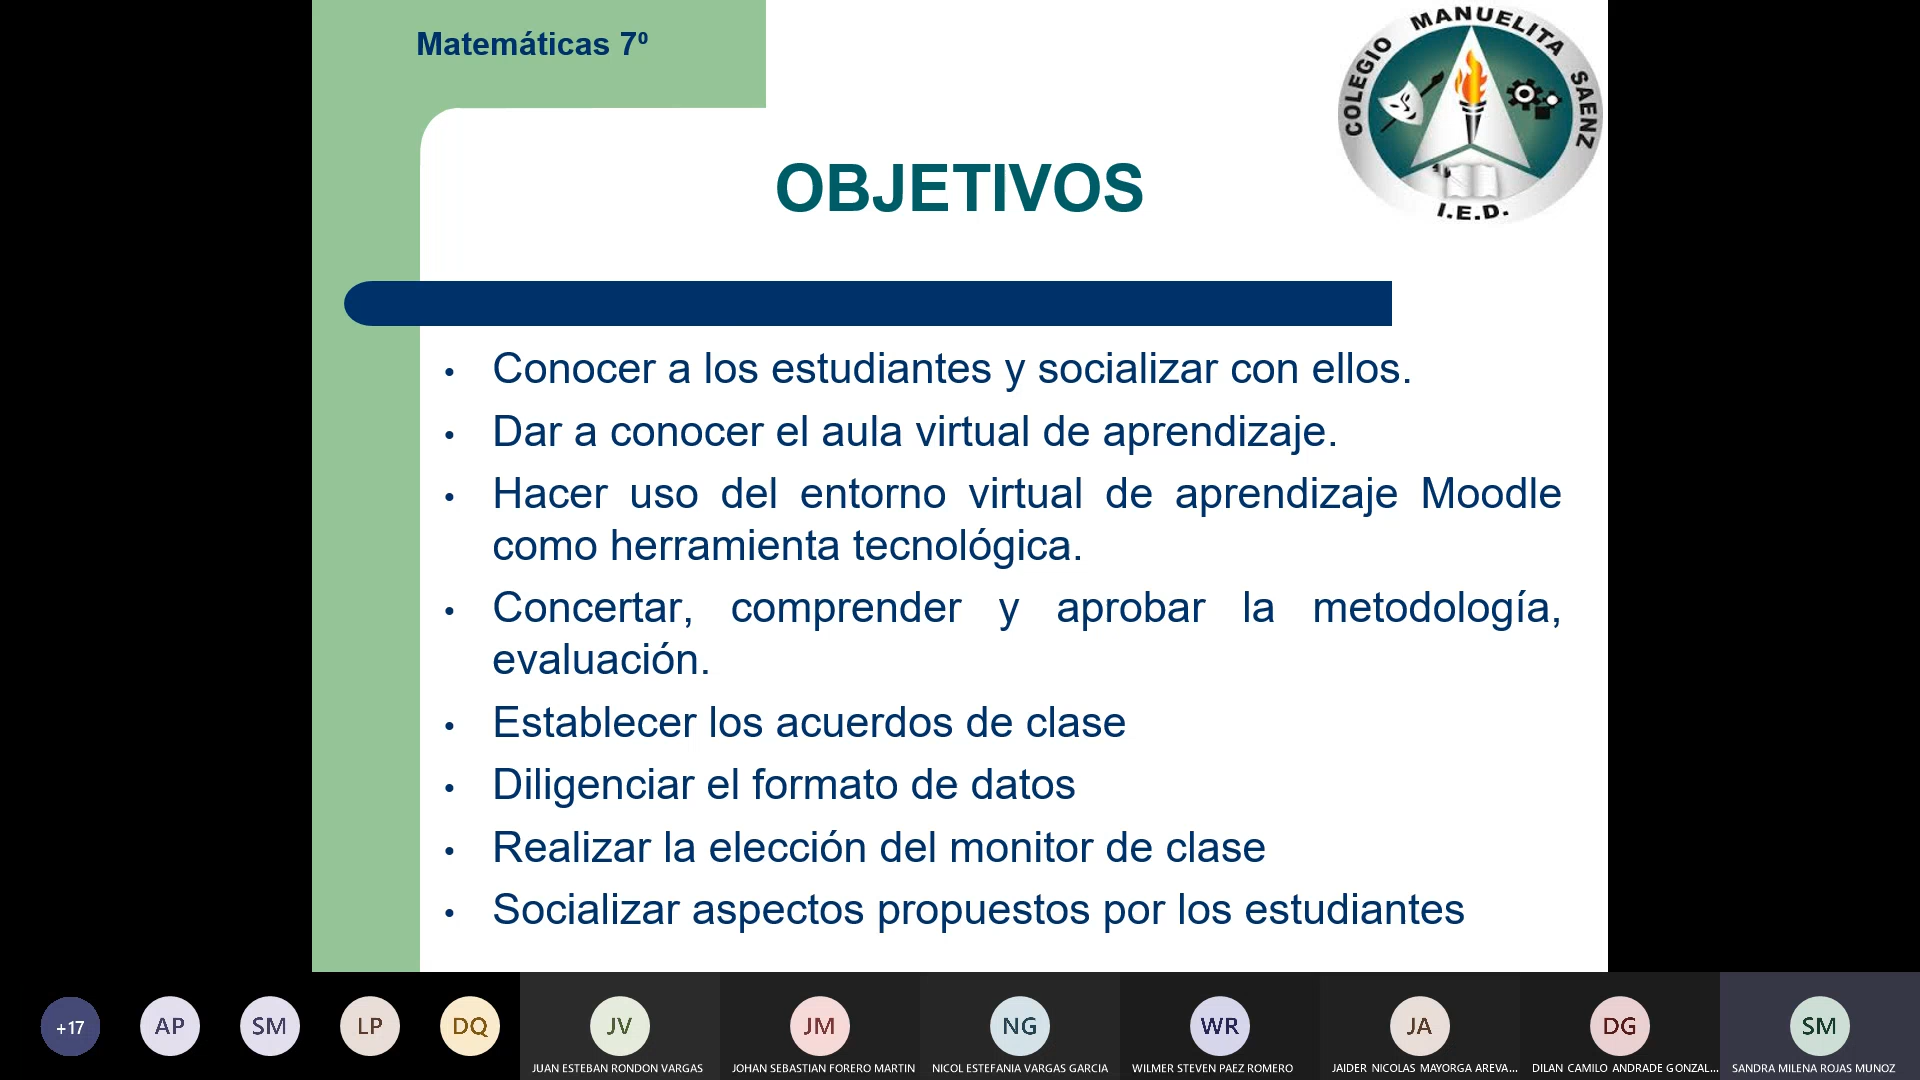 Matemáticas 7º
COLEGIO MANUELITA SAENZ
I.E.D.
OBJETIVOS
• Conocer a los estudiantes y socializar con ellos.
• Dar a conocer el aula virtual de aprendizaje.
• Hacer uso del entorno virtual de aprendizaje Moodle
como herramienta tecnológica.
• Concertar, comprender y aprobar la metodología,
evaluación.
• Establecer los acuerdos de clase
• Diligenciar el formato de datos
• Realizar la elección del monitor de clase
• Socializar aspectos propuestos por los estudiantes
+17 AP SM LP DQ JV JM NG WR JA DG SM
JUAN ESTEBAN RONDON VARGAS JOHAN SEBASTIAN FORERO MARTIN NICOL ESTEFANIA VARGAS GARCIA WILMER STEVEN PAEZ ROMERO JAIDER NICOLAS MAYORGA AREVA... DILAN CAMILO ANDRADE GONZAL... SANDRA MILENA ROJAS MUNOZ